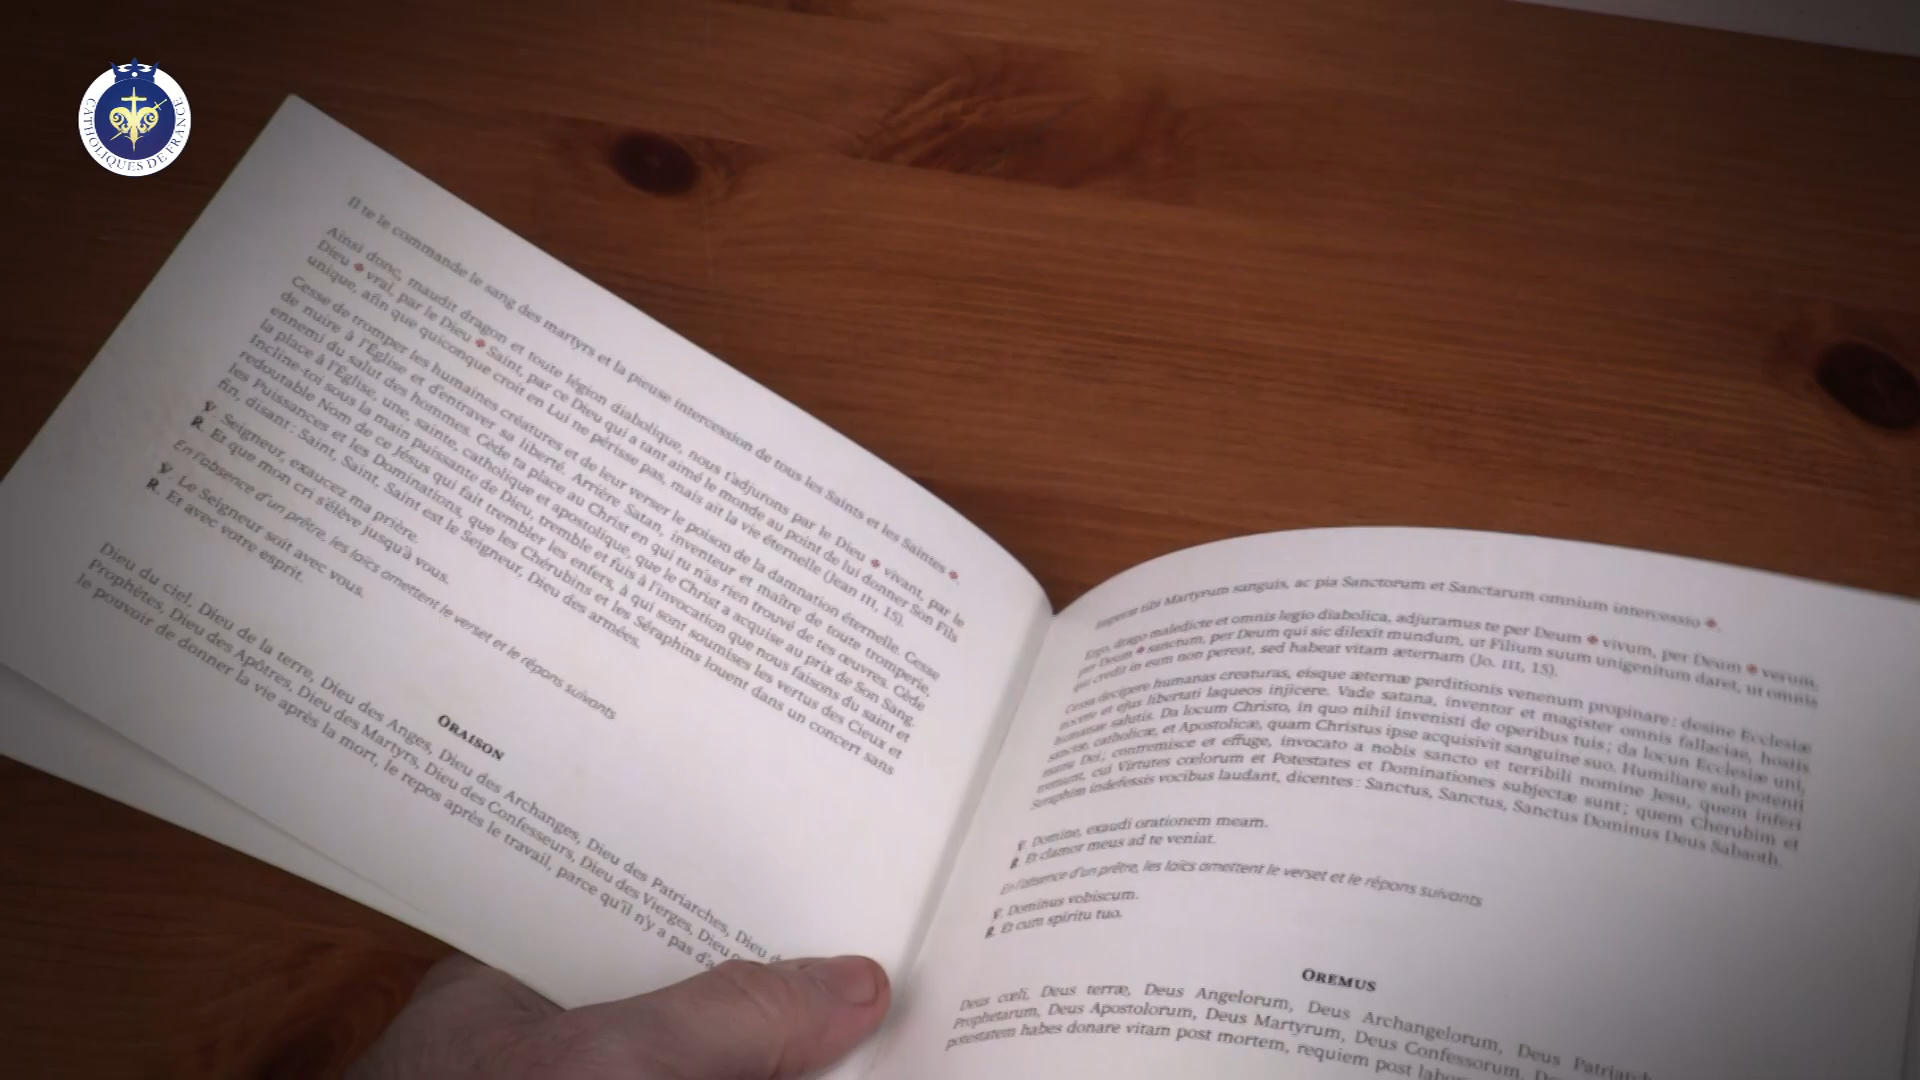 CATHOLIQUES DE FRANCE
Il te le commande le sang des martyrs et la pieuse intercession de tous les Saints et les Saintes ✠.
Ainsi donc, maudit dragon et toute légion diabolique, nous t'adjurons par le Dieu ✠ vivant, par le
Dieu ✠ vrai, par le Dieu ✠ Saint, par ce Dieu qui a tant aimé le monde au point de lui donner Son Fils
unique, afin que quiconque croit en Lui ne périsse pas, mais ait la vie éternelle (Jean III, 15).
Cesse de tromper les humaines créatures et de leur verser le poison de la damnation éternelle. Cesse
de nuire à l'Église et d'entraver sa liberté. Arrière Satan, inventeur et maître de toute tromperie,
ennemi du salut des hommes. Cède ta place au Christ en qui tu n'as rien trouvé de tes œuvres. Cède
la place à l'Église, une, sainte, catholique et apostolique, que le Christ a acquise au prix de Son Sang.
Incline-toi sous la main puissante de Dieu, tremble et fuis à l'invocation que nous faisons du saint et
redoutable Nom de ce Jésus qui fait trembler les enfers, à qui sont soumises les vertus des Cieux et
les Puissances et les Dominations, que les Chérubins et les Séraphins louent dans un concert sans
fin, disant : Saint, Saint, Saint est le Seigneur, Dieu des armées.
℣. Seigneur, exaucez ma prière.
℟. Et que mon cri s'élève jusqu'à vous.
En l'absence d'un prêtre, les laïcs omettent le verset et le répons suivants
℣. Le Seigneur soit avec vous.
℟. Et avec votre esprit.
ORAISON
Dieu du ciel, Dieu de la terre, Dieu des Anges, Dieu des Archanges, Dieu des Patriarches, Dieu
Prophètes, Dieu des Apôtres, Dieu des Martyrs, Dieu des Confesseurs, Dieu des Vierges, Dieu
le pouvoir de donner la vie après la mort, le repos après le travail, parce qu'il n'y a pas
Imperat tibi Martyrum sanguis, ac pia Sanctorum et Sanctarum omnium intercessio ✠.
Ergo, drago maledicte et omnis legio diabolica, adjuramus te per Deum ✠ vivum, per Deum ✠ verum,
per Deum ✠ sanctum, per Deum qui sic dilexit mundum, ut Filium suum unigenitum daret, ut omnis
qui credit in eum non pereat, sed habeat vitam æternam (Jo. III, 15).
Cessa decipere humanas creaturas, eisque æternæ perditionis venenum propinare : desine Ecclesiæ
nocere et ejus libertati laqueos injicere. Vade satana, inventor et magister omnis fallaciae, hostis
humanæ salutis. Da locum Christo, in quo nihil invenisti de operibus tuis ; da locun Ecclesiæ uni,
sanctæ, catholicæ, et Apostolicæ, quam Christus ipse acquisivit sanguine suo. Humiliare sub potenti
manu Dei ; contremisce et effuge, invocato a nobis sancto et terribili nomine Jesu, quem inferi
tremunt, cui Virtutes cœlorum et Potestates et Dominationes subjectæ sunt ; quem Cherubim et
Seraphim indefessis vocibus laudant, dicentes : Sanctus, Sanctus, Sanctus Dominus Deus Sabaoth.
℣. Domine, exaudi orationem meam.
℟. Et clamor meus ad te veniat.
En l'absence d'un prêtre, les laïcs omettent le verset et le répons suivants
℣. Dominus vobiscum.
℟. Et cum spiritu tuo.
OREMUS
Deus cœli, Deus terræ, Deus Angelorum, Deus Archangelorum, Deus
Prophetarum, Deus Apostolorum, Deus Martyrum, Deus Confessorum,
potestatem habes donare vitam post mortem, requiem post